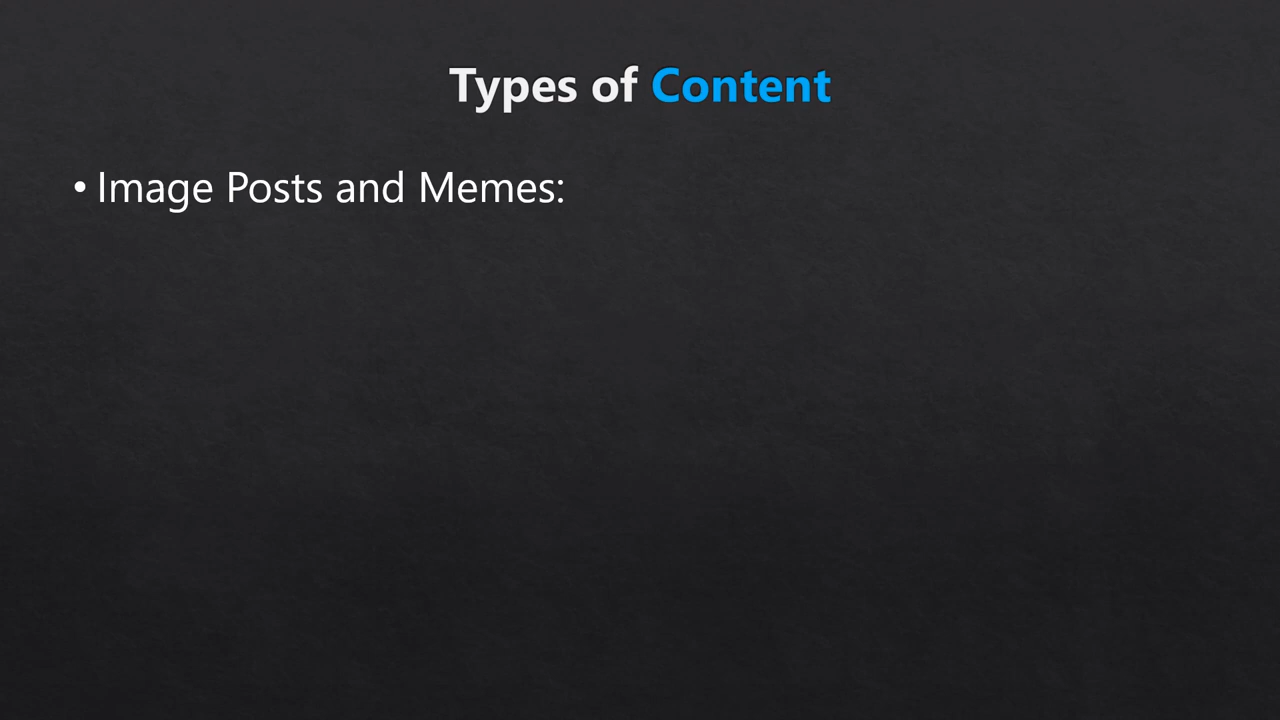 Types of Content
• Image Posts and Memes: